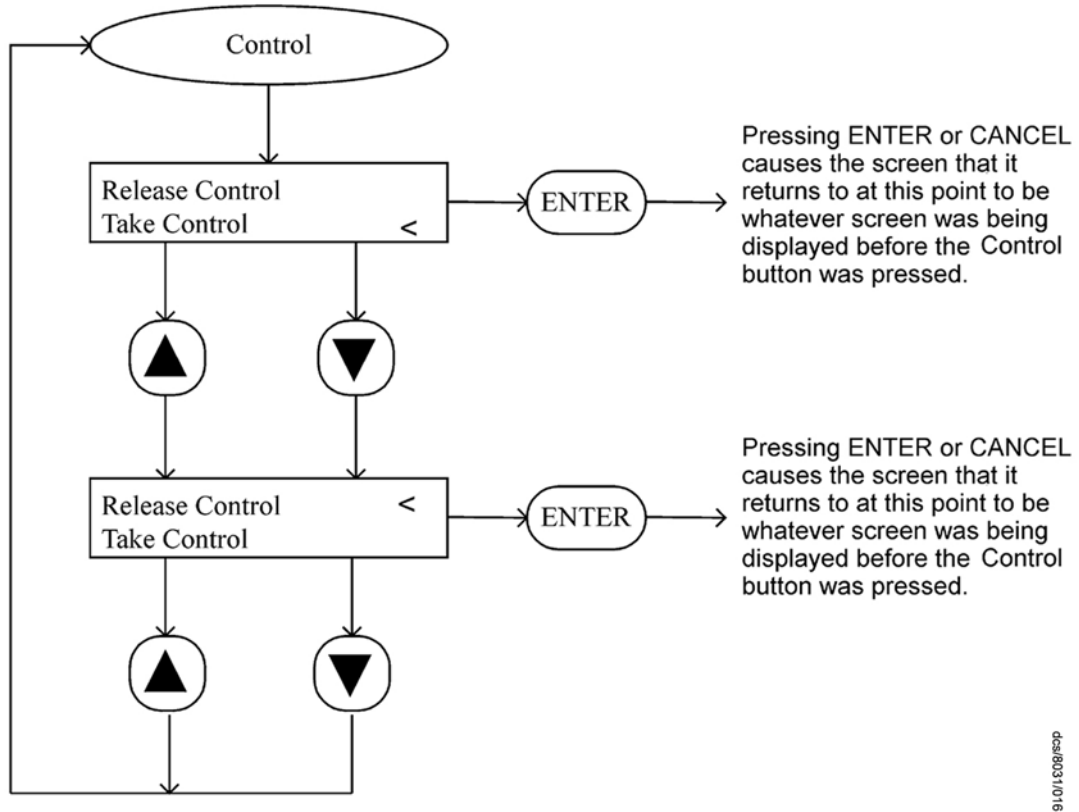 Control
Release Control
Take Control <
ENTER
Pressing ENTER or CANCEL
causes the screen that it
returns to at this point to be
whatever screen was being
displayed before the Control
button was pressed.
Release Control <
Take Control
ENTER
Pressing ENTER or CANCEL
causes the screen that it
returns to at this point to be
whatever screen was being
displayed before the Control
button was pressed.
dcs/8031/016